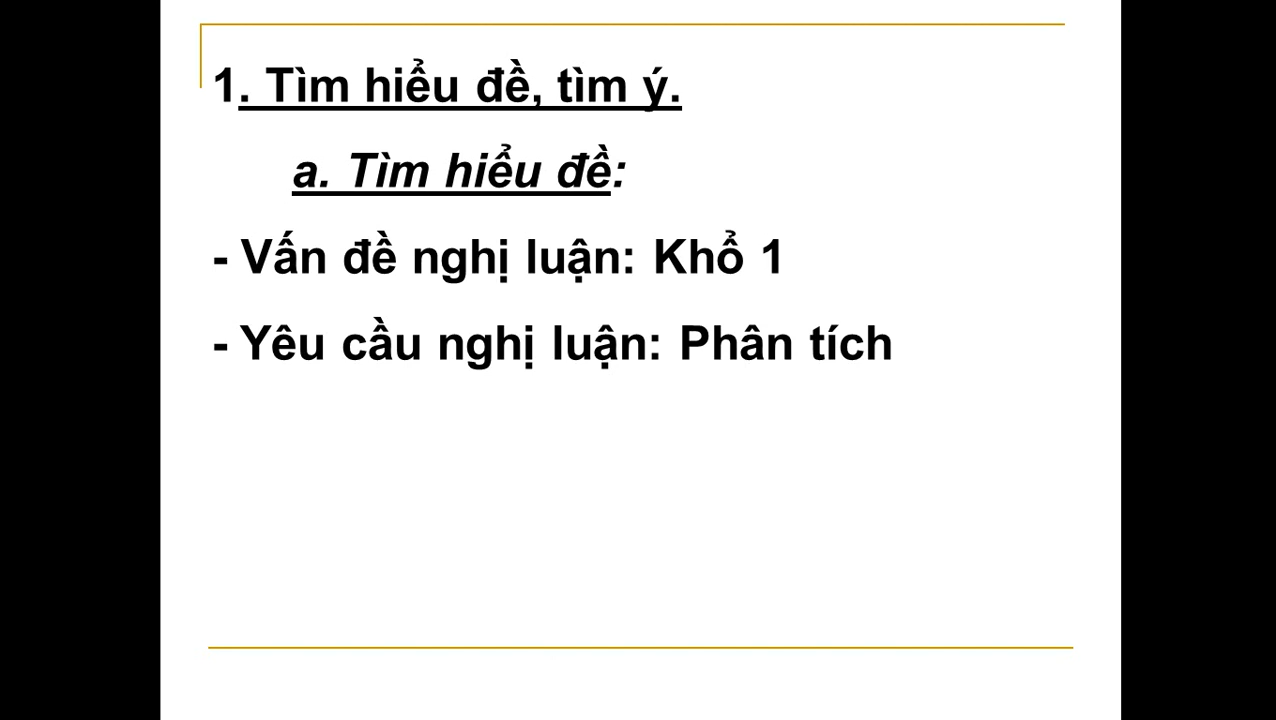 1. Tìm hiểu đề, tìm ý.
a. Tìm hiểu đề:
- Vấn đề nghị luận: Khổ 1
- Yêu cầu nghị luận: Phân tích